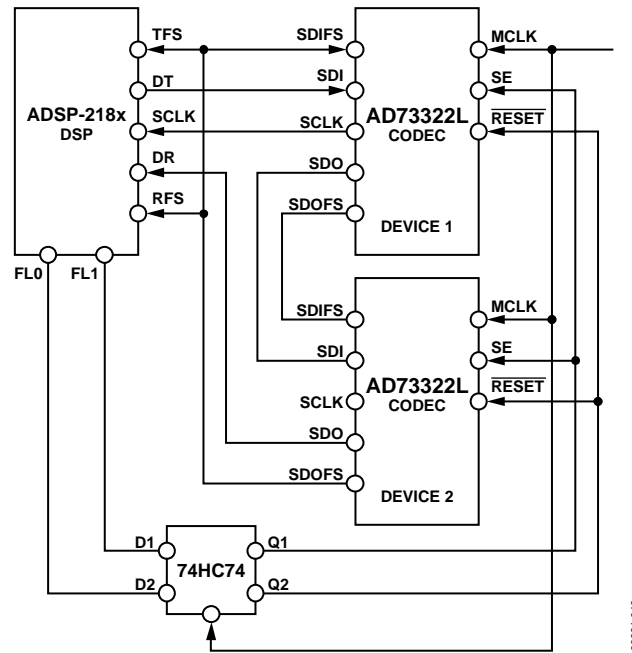 ADSP-218x
DSP
TFS
DT
SCLK
DR
RFS
FL0
FL1
SDIFS
SDI
SCLK
SDO
SDOFS
AD73322L
CODEC
DEVICE 1
MCLK
SE
RESET
SDIFS
SDI
SCLK
SDO
SDOFS
AD73322L
CODEC
DEVICE 2
MCLK
SE
RESET
D1
D2
74HC74
Q1
Q2